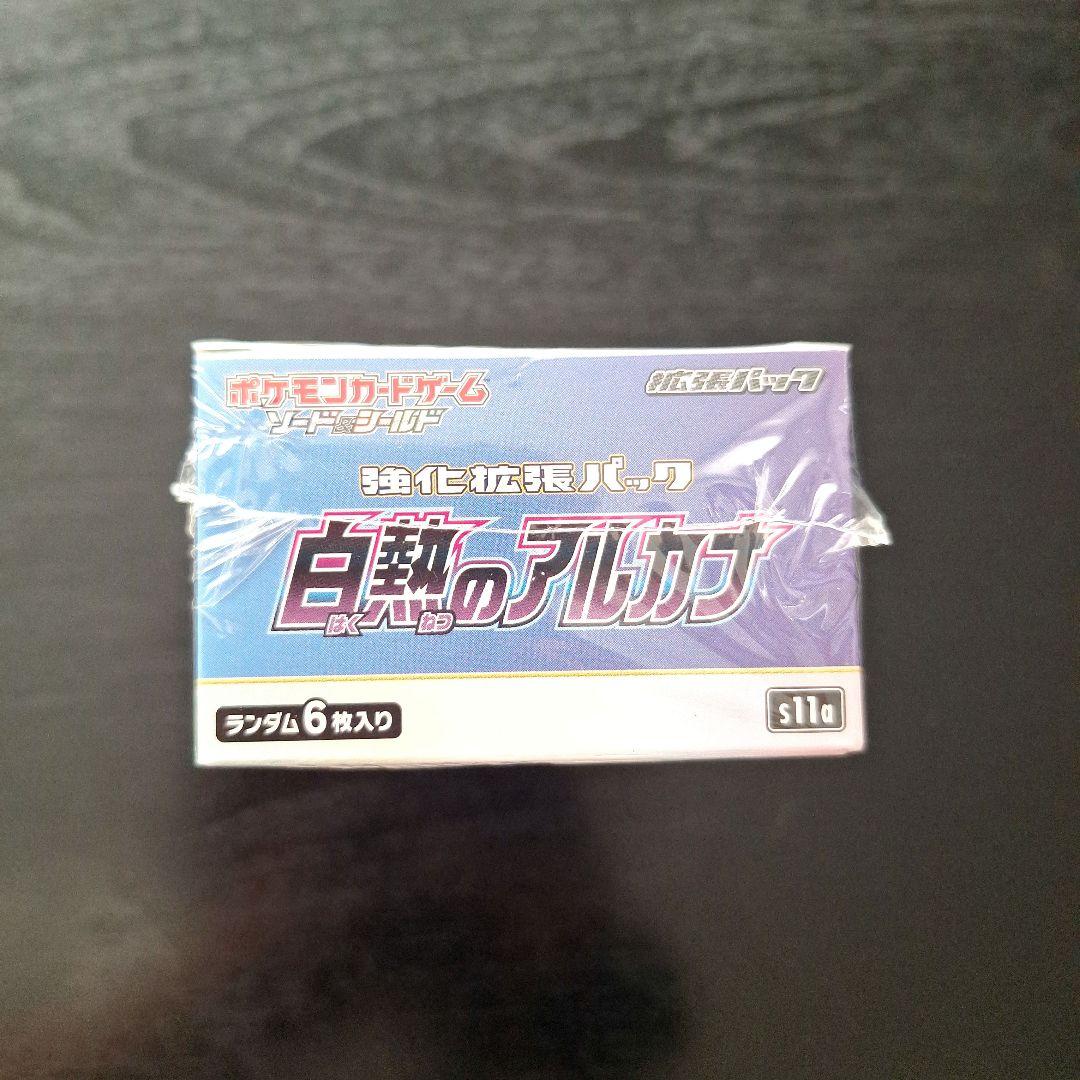 ポケモンカードゲーム
ソード&シールド
拡張パック
強化拡張パック
白熱のアルカナ
はく ねつ
ランダム6枚入り
s11a